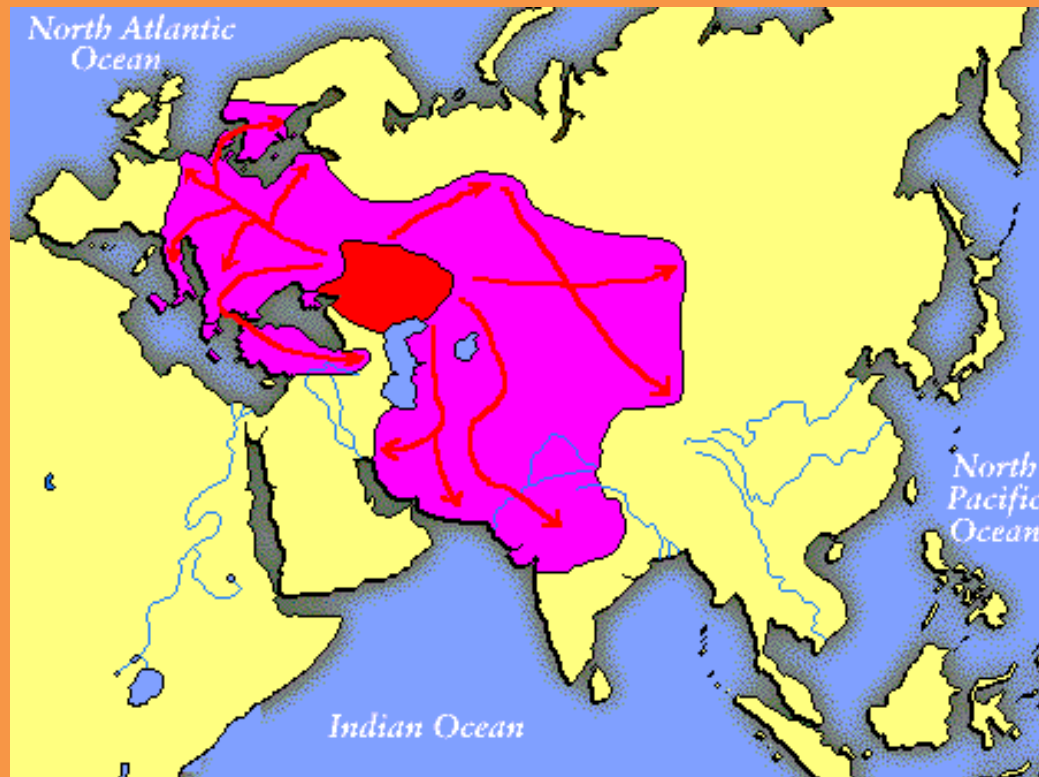 North Atlantic
Ocean
North
Pacific
Ocean
Indian Ocean